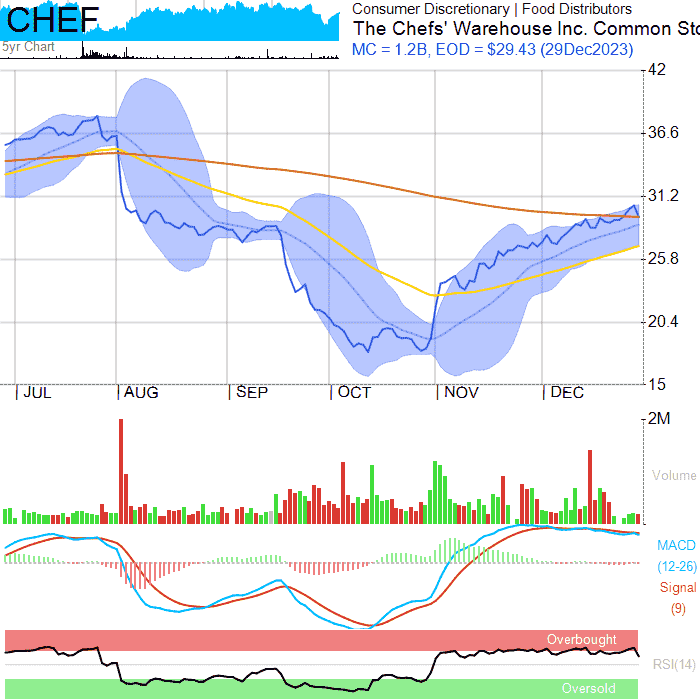 CHEF
5yr Chart
Consumer Discretionary | Food Distributors
The Chefs' Warehouse Inc. Common Sto
MC = 1.2B, EOD = $29.43 (29Dec2023)
42
36.6
31.2
25.8
20.4
15
| JUL | AUG | SEP | OCT | NOV | DEC
2M
Volume
MACD
(12-26)
Signal
(9)
Overbought
RSI(14)
Oversold